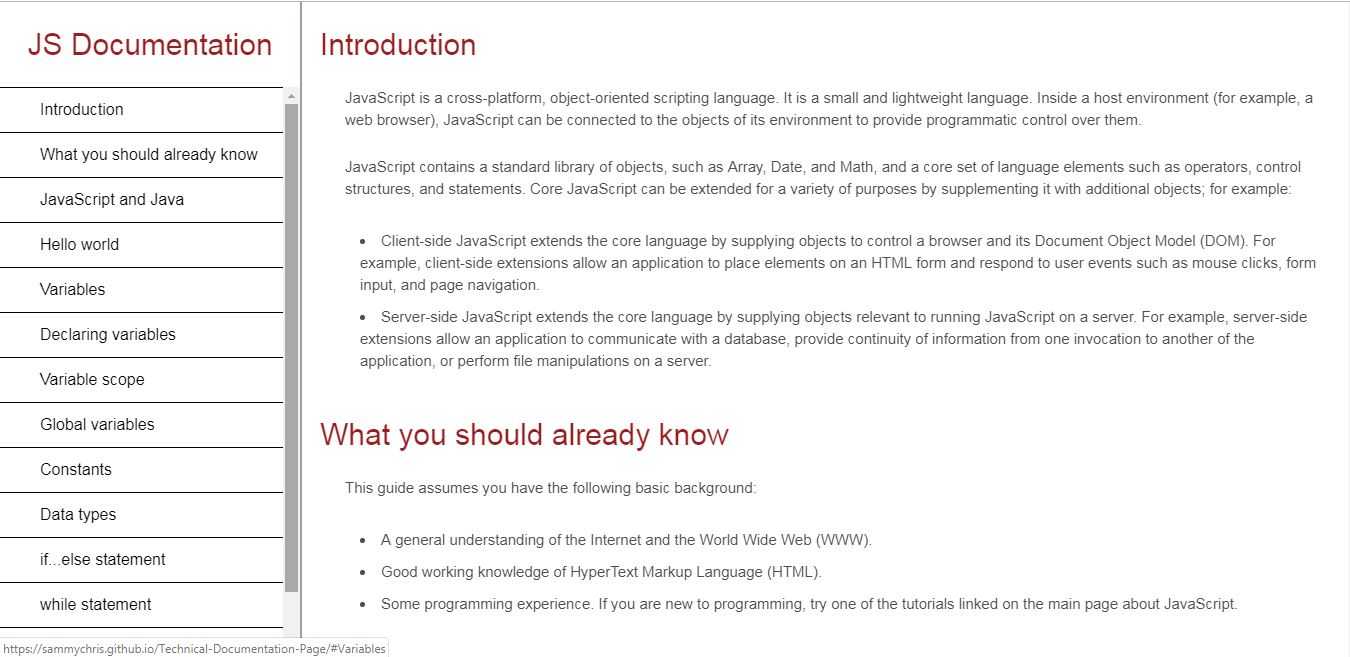 JS Documentation
Introduction
What you should already know
JavaScript and Java
Hello world
Variables
Declaring variables
Variable scope
Global variables
Constants
Data types
if...else statement
while statement
Introduction
JavaScript is a cross-platform, object-oriented scripting language. It is a small and lightweight language. Inside a host environment (for example, a
web browser), JavaScript can be connected to the objects of its environment to provide programmatic control over them.
JavaScript contains a standard library of objects, such as Array, Date, and Math, and a core set of language elements such as operators, control
structures, and statements. Core JavaScript can be extended for a variety of purposes by supplementing it with additional objects; for example:
• Client-side JavaScript extends the core language by supplying objects to control a browser and its Document Object Model (DOM). For
example, client-side extensions allow an application to place elements on an HTML form and respond to user events such as mouse clicks, form
input, and page navigation.
• Server-side JavaScript extends the core language by supplying objects relevant to running JavaScript on a server. For example, server-side
extensions allow an application to communicate with a database, provide continuity of information from one invocation to another of the
application, or perform file manipulations on a server.
What you should already know
This guide assumes you have the following basic background:
• A general understanding of the Internet and the World Wide Web (WWW).
• Good working knowledge of HyperText Markup Language (HTML).
• Some programming experience. If you are new to programming, try one of the tutorials linked on the main page about JavaScript.
https://sammychris.github.io/Technical-Documentation-Page/#Variables